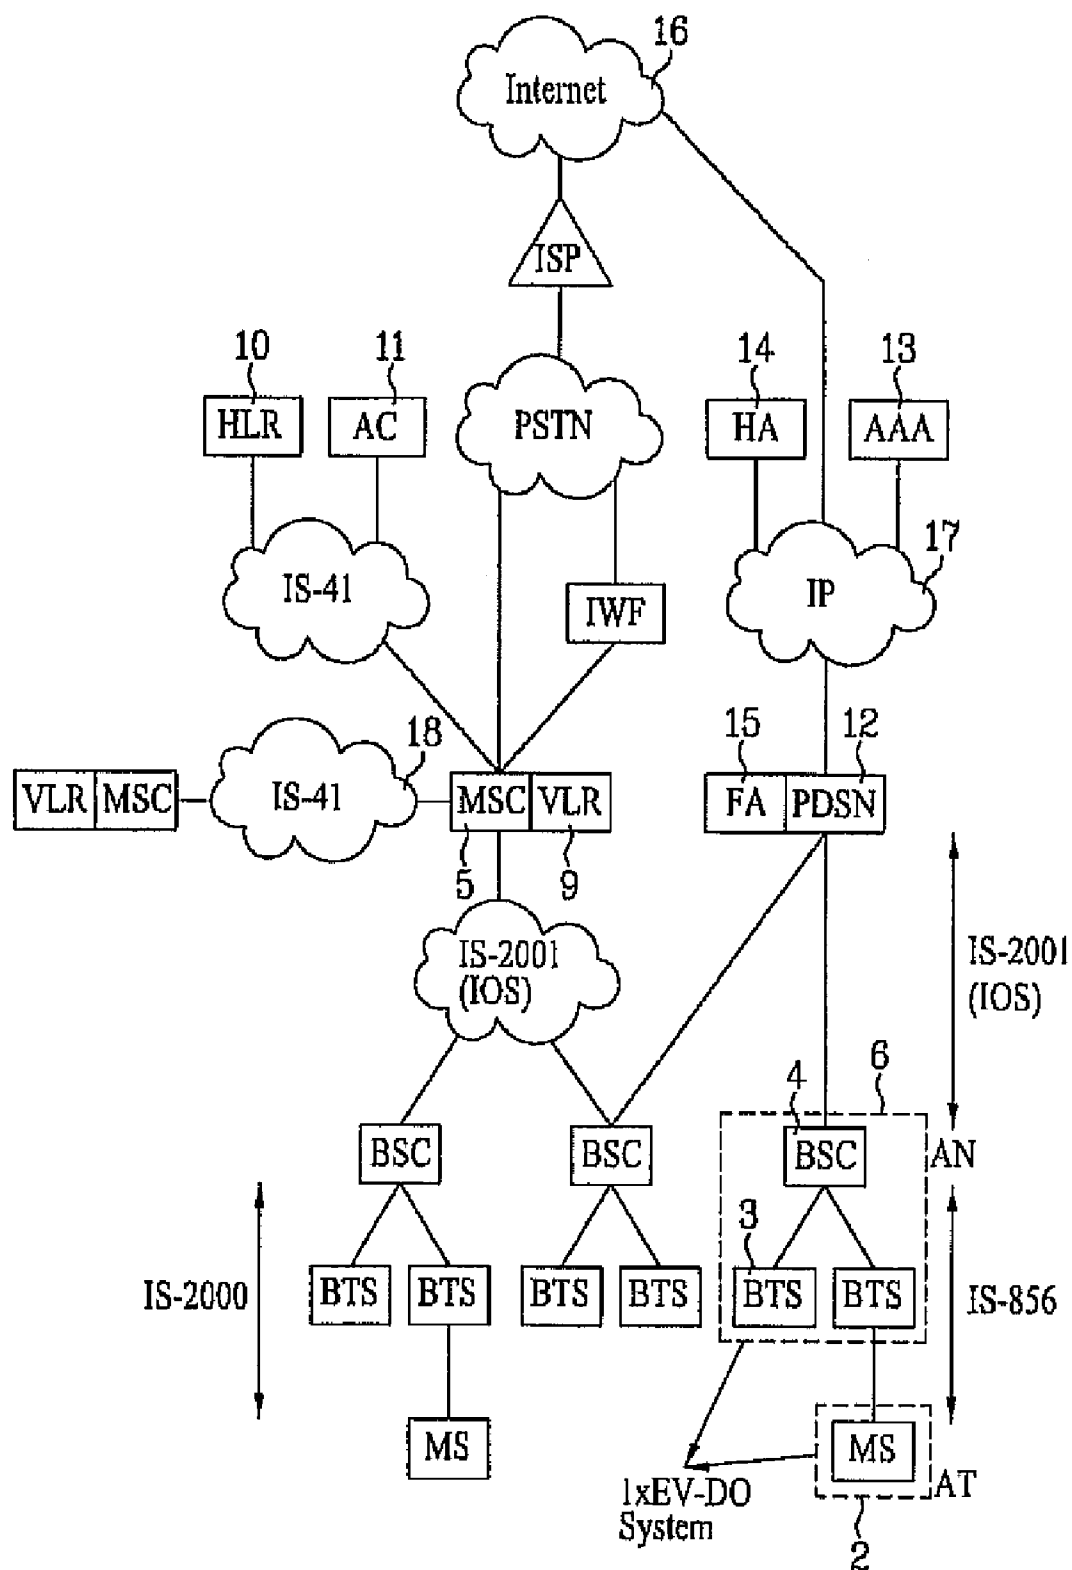 16
Internet
ISP
10
11
14
13
HLR
AC
PSTN
HA
AAA
17
IS-41
IWF
IP
18
15
12
VLR MSC
IS-41
MSC VLR
FA PDSN
5
9
IS-2001
(IOS)
IS-2001
(IOS)
6
4
BSC
BSC
BSC
AN
3
IS-2000
BTS
BTS
BTS
BTS
BTS
BTS
IS-856
MS
MS
1xEV-DO
System
AT
2